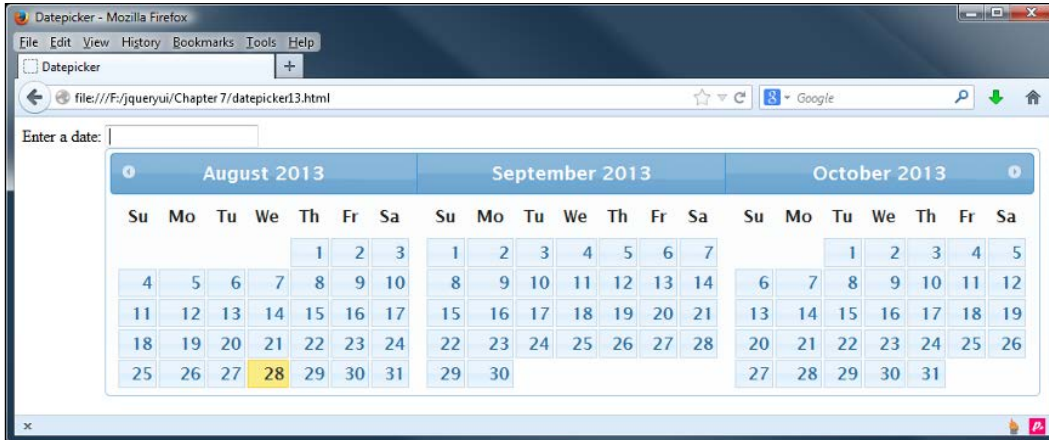 Datepicker - Mozilla Firefox
File Edit View History Bookmarks Tools Help
Datepicker +
file:///F:/jqueryui/Chapter 7/datepicker13.html 8 Google
Enter a date:
August 2013 September 2013 October 2013
Su Mo Tu We Th Fr Sa Su Mo Tu We Th Fr Sa Su Mo Tu We Th Fr Sa
1 2 3 1 2 3 4 5 6 7 1 2 3 4 5
4 5 6 7 8 9 10 8 9 10 11 12 13 14 6 7 8 9 10 11 12
11 12 13 14 15 16 17 15 16 17 18 19 20 21 13 14 15 16 17 18 19
18 19 20 21 22 23 24 22 23 24 25 26 27 28 20 21 22 23 24 25 26
25 26 27 28 29 30 31 29 30 27 28 29 30 31
x